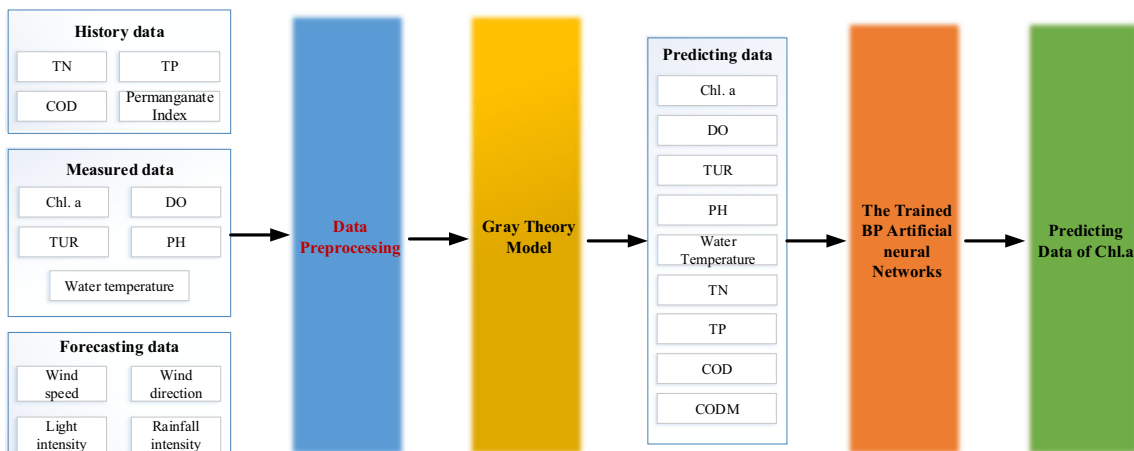 History data
TN
TP
COD
Permanganate
Index
Measured data
Chl. a
DO
TUR
PH
Water temperature
Forecasting data
Wind
speed
Wind
direction
Light
intensity
Rainfall
intensity
Data
Preprocessing
Gray Theory
Model
Predicting data
Chl. a
DO
TUR
PH
Water
Temperature
TN
TP
COD
CODM
The Trained
BP Artificial
neural
Networks
Predicting
Data of Chl.a